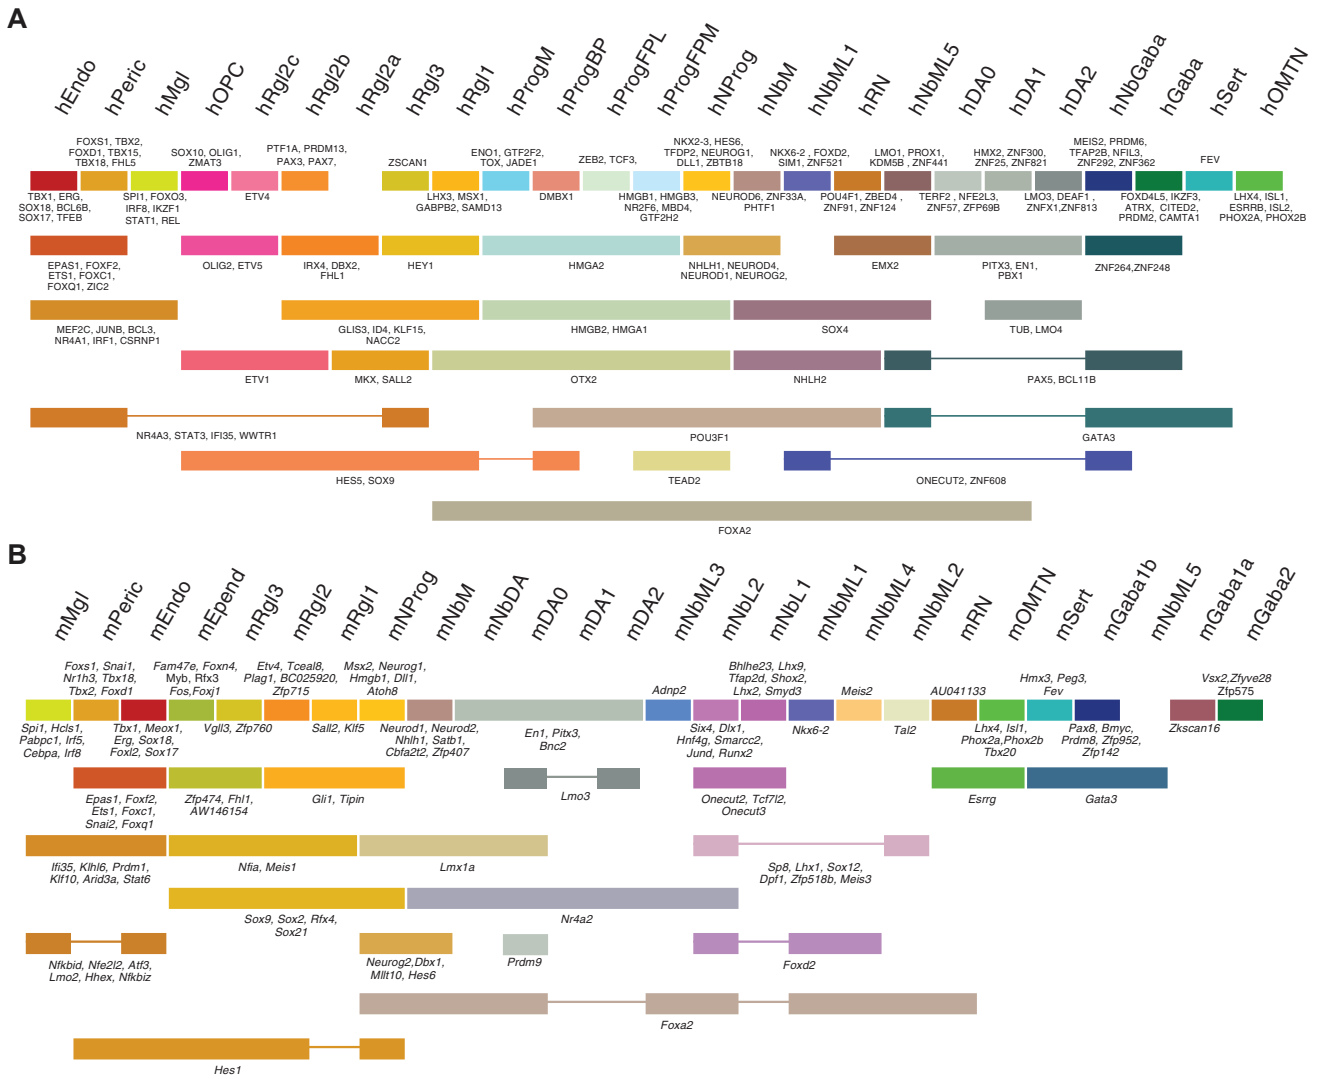 A
hEndo
hPeric
hMgl
hOPC
hRgl2c
hRgl2b
hRgl2a
hRgl3
hRgl1
hProgM
hProgBP
hProgFPL
hProgFPM
hNProg
hNbM
hNbML1
hRN
hNbML5
hDA0
hDA1
hDA2
hNbGaba
hGaba
hSert
hOMTN
FOXS1, TBX2,
FOXD1, TBX15,
TBX18, FHL5
SOX10, OLIG1,
ZMAT3
PTF1A, PRDM13,
PAX3, PAX7,
ZSCAN1
ENO1, GTF2F2,
TOX, JADE1
ZEB2, TCF3,
NKX2-3, HES6,
TFDP2, NEUROG1,
DLL1, ZBTB18
NKX6-2 , FOXD2,
SIM1, ZNF521
LMO1, PROX1,
KDM5B , ZNF441
HMX2, ZNF300,
ZNF25, ZNF821
MEIS2, PRDM6,
TFAP2B, NFIL3,
ZNF292, ZNF362
FEV
TBX1, ERG,
SOX18, BCL6B,
SOX17, TFEB
SPI1, FOXO3,
IRF8, IKZF1
STAT1, REL
ETV4
LHX3, MSX1,
GABPB2, SAMD13
DMBX1
HMGB1, HMGB3,
NR2F6, MBD4,
GTF2H2
NEUROD6, ZNF33A,
PHTF1
POU4F1, ZBED4 ,
ZNF91, ZNF124
TERF2 , NFE2L3,
ZNF57, ZFP69B
LMO3, DEAF1 ,
ZNFX1,ZNF813
FOXD4L5, IKZF3,
ATRX, CITED2,
PRDM2, CAMTA1
LHX4, ISL1,
ESRRB, ISL2,
PHOX2A, PHOX2B
EPAS1, FOXF2,
ETS1, FOXC1,
FOXQ1, ZIC2
OLIG2, ETV5
IRX4, DBX2,
FHL1
HEY1
HMGA2
NHLH1, NEUROD4,
NEUROD1, NEUROG2,
EMX2
PITX3, EN1,
PBX1
ZNF264,ZNF248
MEF2C, JUNB, BCL3,
NR4A1, IRF1, CSRNP1
GLIS3, ID4, KLF15,
NACC2
HMGB2, HMGA1
SOX4
TUB, LMO4
ETV1
MKX, SALL2
OTX2
NHLH2
PAX5, BCL11B
NR4A3, STAT3, IFI35, WWTR1
POU3F1
GATA3
HES5, SOX9
TEAD2
ONECUT2, ZNF608
FOXA2
B
mMgl
mPeric
mEndo
mEpend
mRgl3
mRgl2
mRgl1
mNProg
mNbM
mNbDA
mDA0
mDA1
mDA2
mNbML3
mNbL2
mNbL1
mNbML1
mNbML4
mNbML2
mRN
mOMTN
mSert
mGaba1b
mNbML5
mGaba1a
mGaba2
Foxs1, Snai1,
Nr1h3, Tbx18,
Tbx2, Foxd1
Fam47e, Foxn4,
Myb, Rfx3
Fos,Foxj1
Etv4, Tceal8,
Plag1, BC025920,
Zfp715
Msx2, Neurog1,
Hmgb1, Dll1,
Atoh8
Adnp2
Bhlhe23, Lhx9,
Tfap2d, Shox2,
Lhx2, Smyd3
Meis2
AU041133
Hmx3, Peg3,
Fev
Vsx2,Zfyve28
Zfp575
Spi1, Hcls1,
Pabpc1, Irf5,
Cebpa, Irf8
Tbx1, Meox1,
Erg, Sox18,
Foxl2, Sox17
Vgll3, Zfp760
Sall2, Klf5
Neurod1, Neurod2,
Nhlh1, Satb1,
Cbfa2t2, Zfp407
En1, Pitx3,
Bnc2
Six4, Dlx1,
Hnf4g, Smarcc2,
Jund, Runx2
Nkx6-2
Tal2
Lhx4, Isl1,
Phox2a,Phox2b
Tbx20
Pax8, Bmyc,
Prdm8, Zfp952,
Zfp142
Zkscan16
Epas1, Foxf2,
Ets1, Foxc1,
Snai2, Foxq1
Zfp474, Fhl1,
AW146154
Gli1, Tipin
Lmo3
Onecut2, Tcf7l2,
Onecut3
Esrrg
Gata3
Ifi35, Klhl6, Prdm1,
Klf10, Arid3a, Stat6
Nfia, Meis1
Lmx1a
Sp8, Lhx1, Sox12,
Dpf1, Zfp518b, Meis3
Sox9, Sox2, Rfx4,
Sox21
Nr4a2
Nfkbid, Nfe2l2, Atf3,
Lmo2, Hhex, Nfkbiz
Neurog2,Dbx1,
Mllt10, Hes6
Prdm9
Foxd2
Foxa2
Hes1